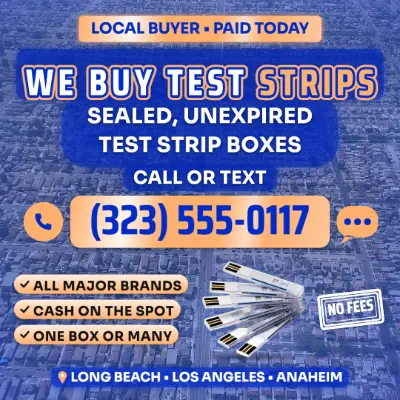 LOCAL BUYER • PAID TODAY
WE BUY TEST STRIPS
SEALED, UNEXPIRED
TEST STRIP BOXES
CALL OR TEXT
(323) 555-0117
✓ ALL MAJOR BRANDS
✓ CASH ON THE SPOT
✓ ONE BOX OR MANY
NO FEES
LONG BEACH • LOS ANGELES • ANAHEIM